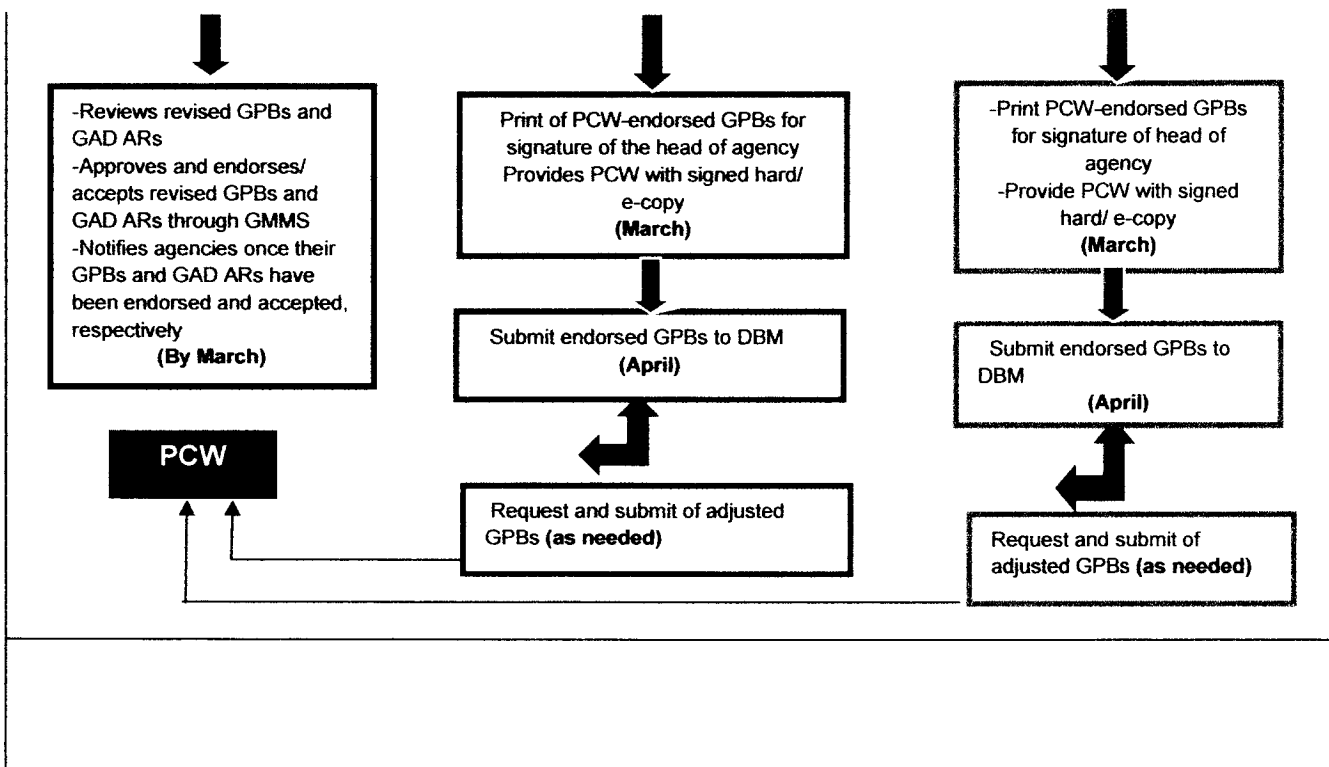 -Reviews revised GPBs and
GAD ARs
-Approves and endorses/
accepts revised GPBs and
GAD ARs through GMMS
-Notifies agencies once their
GPBs and GAD ARs have
been endorsed and accepted,
respectively
(By March)
PCW
Print of PCW-endorsed GPBs for
signature of the head of agency
Provides PCW with signed hard/
e-copy
(March)
Submit endorsed GPBs to DBM
(April)
Request and submit of adjusted
GPBs (as needed)
-Print PCW-endorsed GPBs
for signature of head of
agency
-Provide PCW with signed
hard/ e-copy
(March)
Submit endorsed GPBs to
DBM
(April)
Request and submit of
adjusted GPBs (as needed)